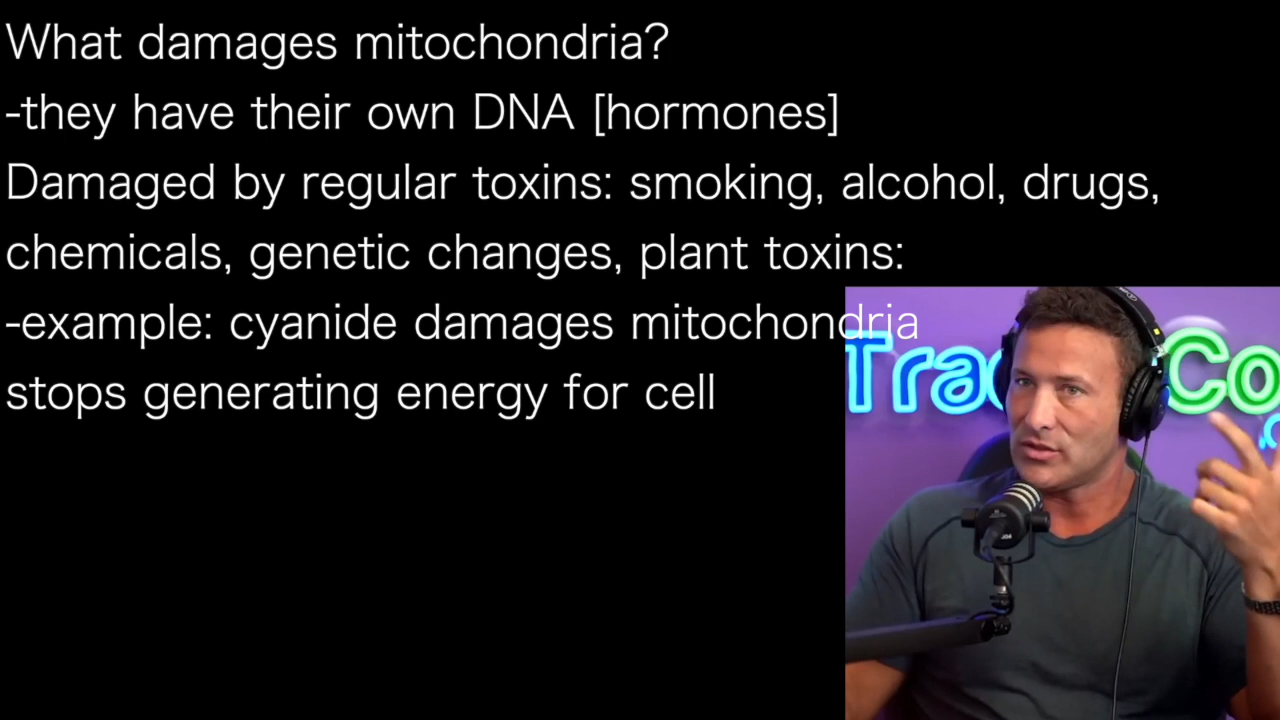 What damages mitochondria?
-they have their own DNA [hormones]
Damaged by regular toxins: smoking, alcohol, drugs,
chemicals, genetic changes, plant toxins:
-example: cyanide damages mitochondria
stops generating energy for cell